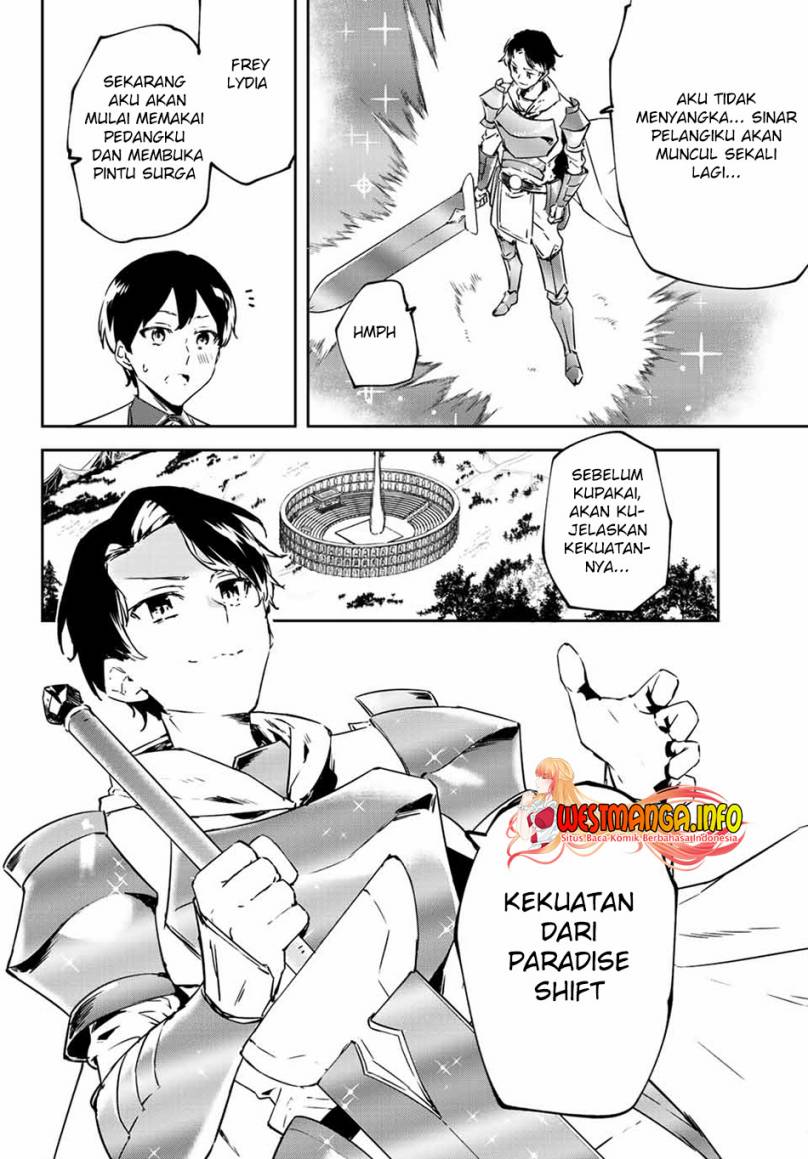 AKU TIDAK
MENYANGKA... SINAR
PELANGIKU AKAN
MUNCUL SEKALI
LAGI...
HMPH
FREY
LYDIA
SEKARANG
AKU AKAN
MULAI MEMAKAI
PEDANGKU
DAN MEMBUKA
PINTU SURGA
SEBELUM
KUPAKAI,
AKAN KU-
JELASKAN
KEKUATAN-
NYA...
WESTMANGA.INFO
Situs Baca Komik Berbahasa Indonesia
KEKUATAN
DARI
PARADISE
SHIFT